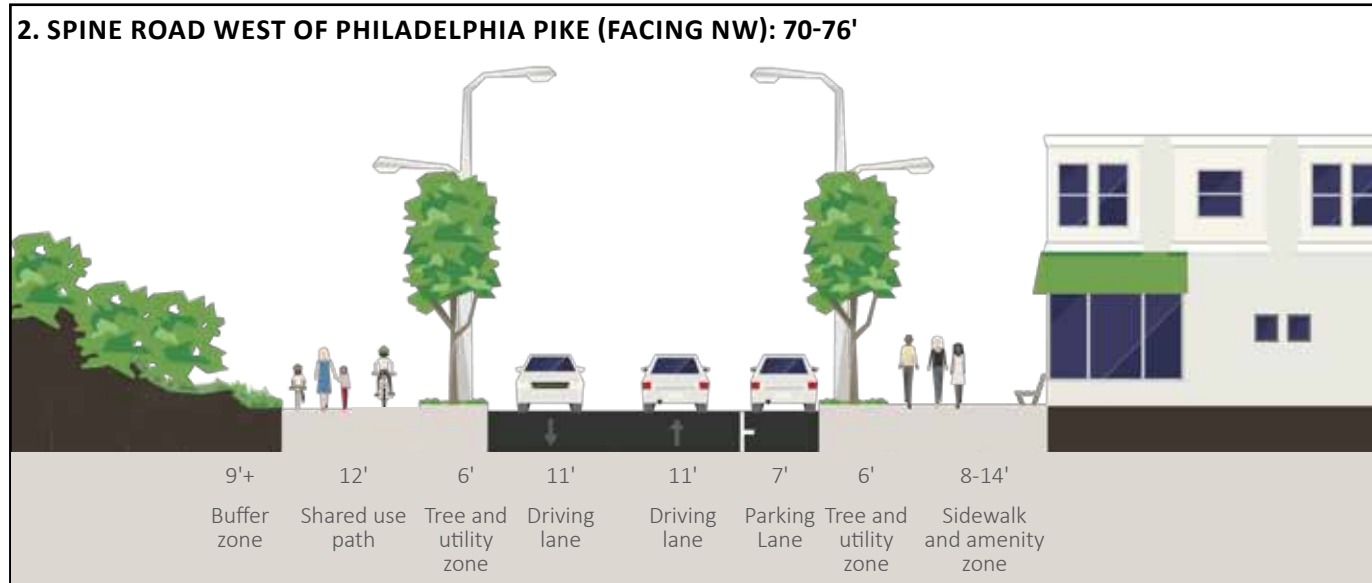 2. SPINE ROAD WEST OF PHILADELPHIA PIKE (FACING NW): 70-76'
9'+ 12' 6' 11' 11' 7' 6' 8-14'
Buffer Shared use Tree and Driving Driving Parking Tree and Sidewalk
zone path utility lane lane Lane utility and amenity
zone zone zone